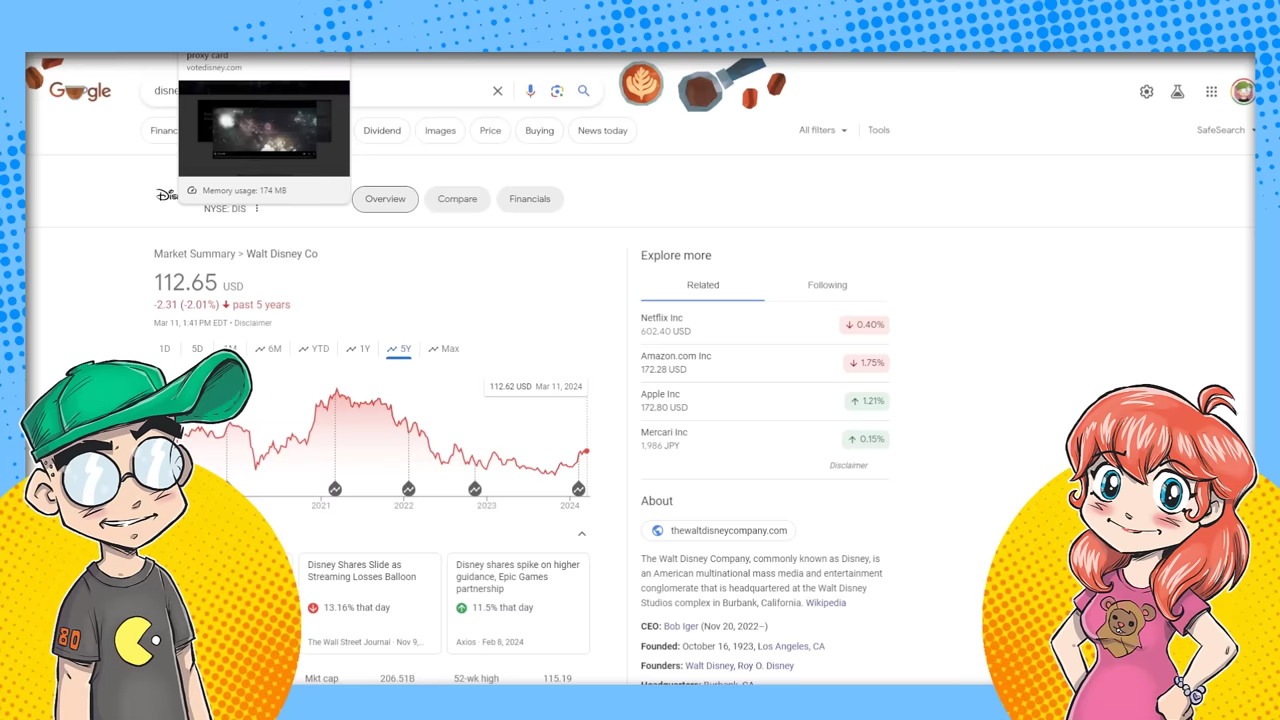 proxy card
votedisney.com
Google
disne
Financ
Dividend
Images
Price
Buying
News today
All filters
Tools
SafeSearch
Memory usage: 174 MB
NYSE: DIS
Overview
Compare
Financials
Market Summary > Walt Disney Co
112.65 USD
-2.31 (-2.01%) past 5 years
Mar 11, 1:41 PM EDT • Disclaimer
1D 5D 1M 6M YTD 1Y 5Y Max
112.62 USD Mar 11, 2024
2021 2022 2023 2024
Disney Shares Slide as
Streaming Losses Balloon
13.16% that day
The Wall Street Journal · Nov 9,...
Disney shares spike on higher
guidance, Epic Games
partnership
11.5% that day
Axios · Feb 8, 2024
Mkt cap 206.51B 52-wk high 115.19
Explore more
Related Following
Netflix Inc
602.40 USD
0.40%
Amazon.com Inc
172.28 USD
1.75%
Apple Inc
172.80 USD
1.21%
Mercari Inc
1,986 JPY
0.15%
Disclaimer
About
thewaltdisneycompany.com
The Walt Disney Company, commonly known as Disney, is
an American multinational mass media and entertainment
conglomerate that is headquartered at the Walt Disney
Studios complex in Burbank, California. Wikipedia
CEO: Bob Iger (Nov 20, 2022–)
Founded: October 16, 1923, Los Angeles, CA
Founders: Walt Disney, Roy O. Disney
Headquarters: Burbank, CA
80